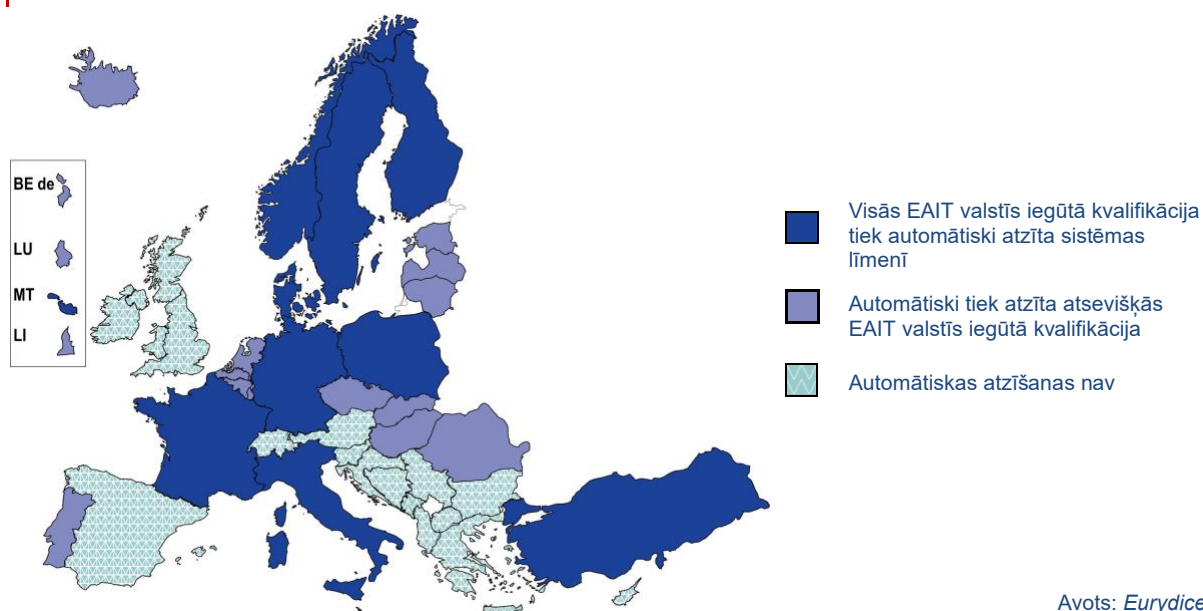 BE de
LU
MT
LI
Visās EAIT valstīs iegūtā kvalifikācija
tiek automātiski atzīta sistēmas
līmenī
Automātiski tiek atzīta atsevišķās
EAIT valstīs iegūtā kvalifikācija
Automātiskas atzīšanas nav
Avots: Eurydice